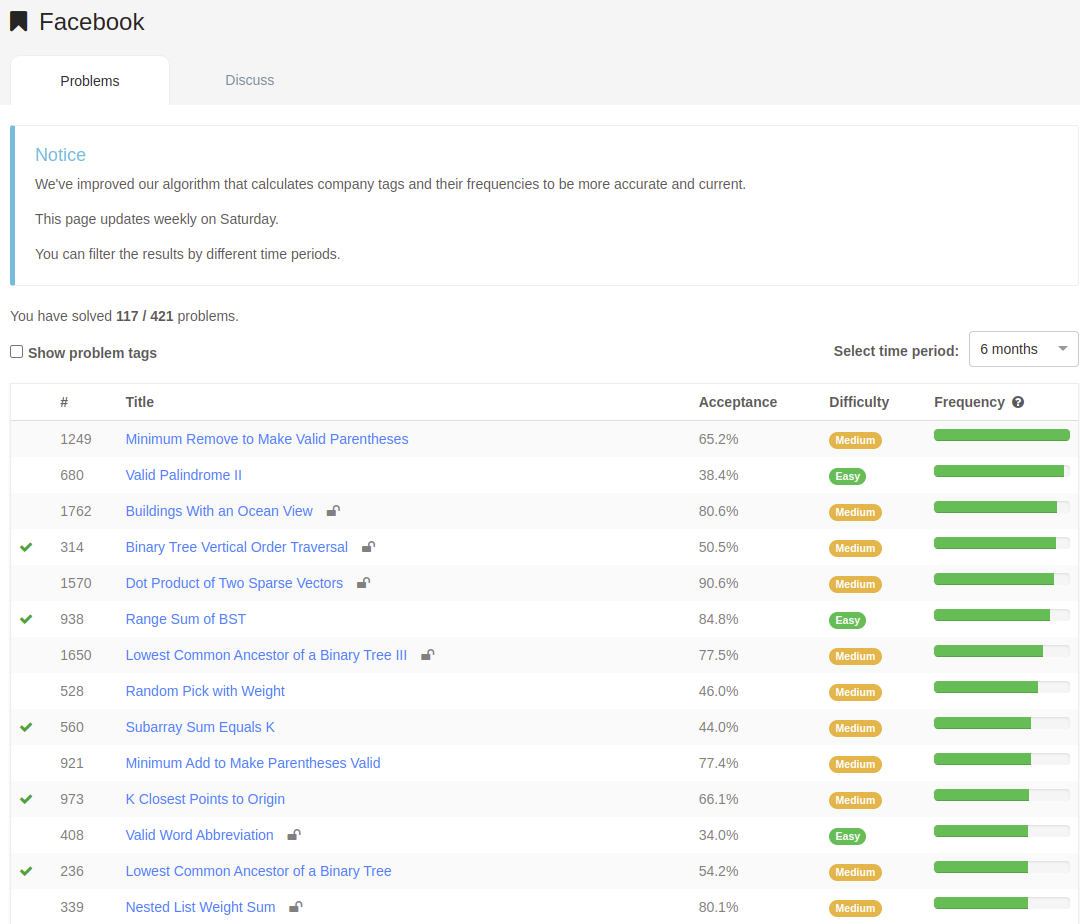 Facebook
Problems Discuss
Notice
We've improved our algorithm that calculates company tags and their frequencies to be more accurate and current.
This page updates weekly on Saturday.
You can filter the results by different time periods.
You have solved 117 / 421 problems.
Show problem tags Select time period: 6 months
# Title Acceptance Difficulty Frequency ?
1249 Minimum Remove to Make Valid Parentheses 65.2% Medium
680 Valid Palindrome II 38.4% Easy
1762 Buildings With an Ocean View 80.6% Medium
314 Binary Tree Vertical Order Traversal 50.5% Medium
1570 Dot Product of Two Sparse Vectors 90.6% Medium
938 Range Sum of BST 84.8% Easy
1650 Lowest Common Ancestor of a Binary Tree III 77.5% Medium
528 Random Pick with Weight 46.0% Medium
560 Subarray Sum Equals K 44.0% Medium
921 Minimum Add to Make Parentheses Valid 77.4% Medium
973 K Closest Points to Origin 66.1% Medium
408 Valid Word Abbreviation 34.0% Easy
236 Lowest Common Ancestor of a Binary Tree 54.2% Medium
339 Nested List Weight Sum 80.1% Medium